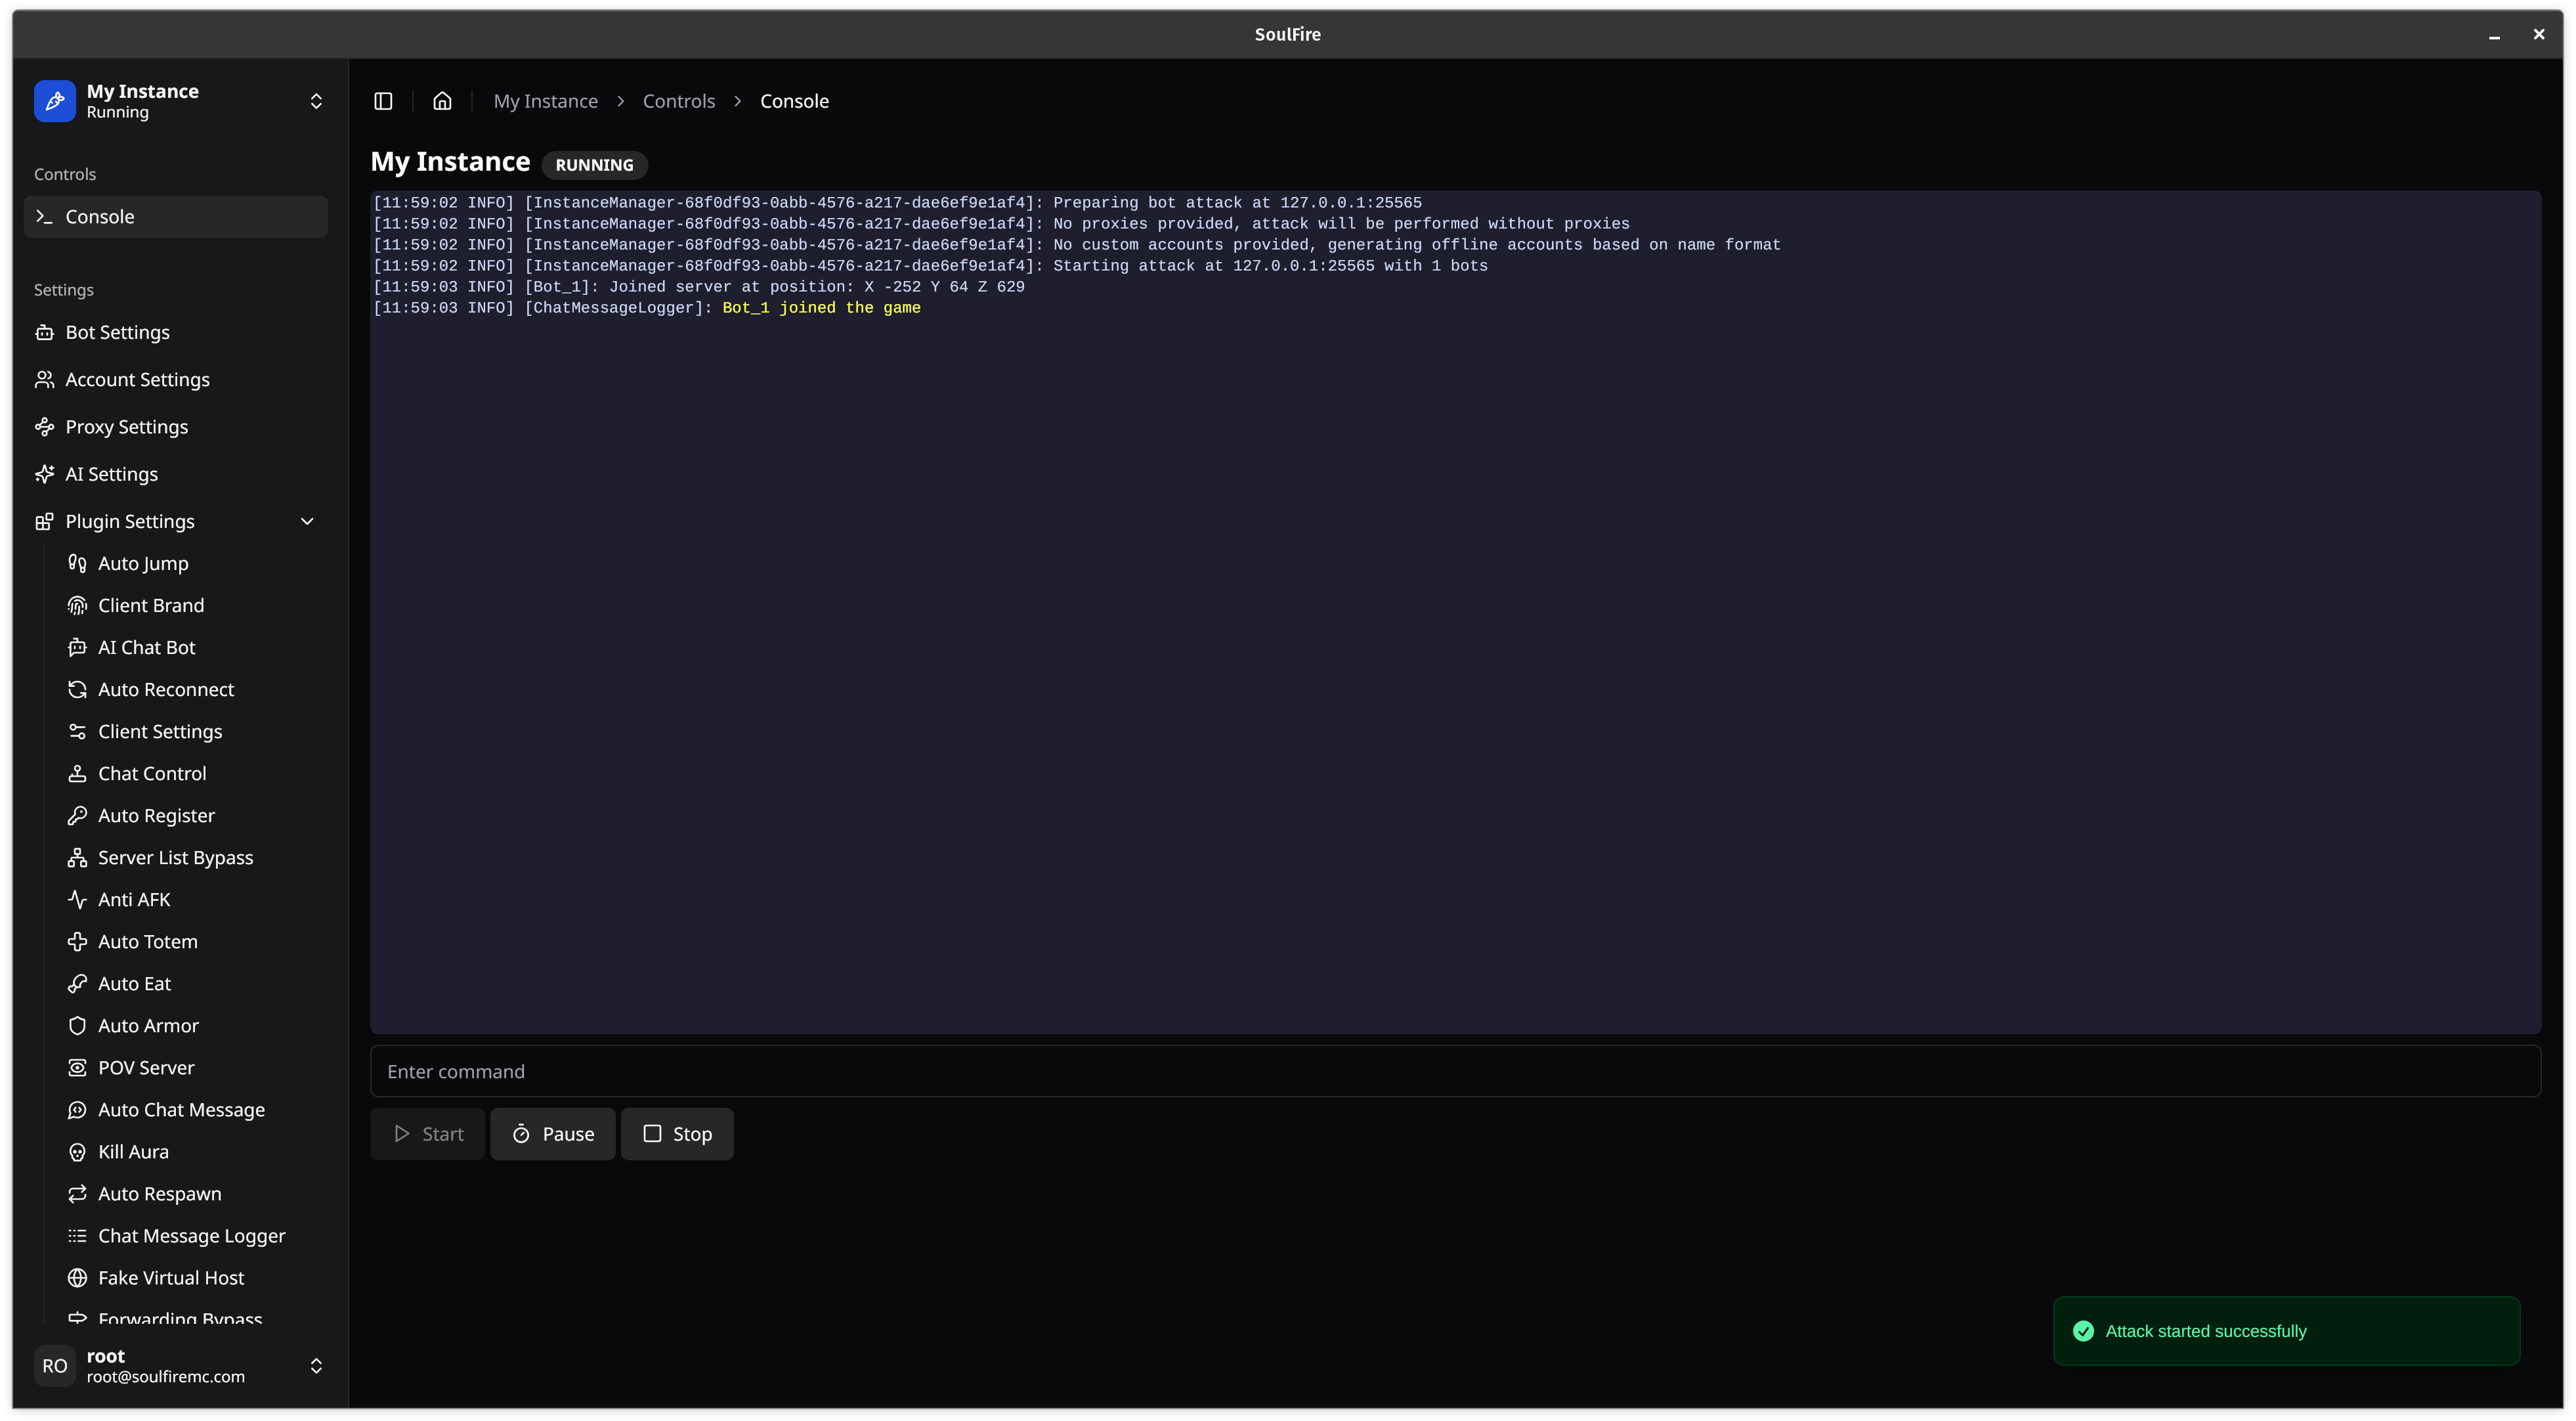 SoulFire
My Instance
Running
Controls
Console
Settings
Bot Settings
Account Settings
Proxy Settings
AI Settings
Plugin Settings
Auto Jump
Client Brand
AI Chat Bot
Auto Reconnect
Client Settings
Chat Control
Auto Register
Server List Bypass
Anti AFK
Auto Totem
Auto Eat
Auto Armor
POV Server
Auto Chat Message
Kill Aura
Auto Respawn
Chat Message Logger
Fake Virtual Host
Forwarding Bypass
RO
root
root@soulfiremc.com
My Instance > Controls > Console
My Instance RUNNING
[11:59:02 INFO] [InstanceManager-68f0df93-0abb-4576-a217-dae6ef9e1af4]: Preparing bot attack at 127.0.0.1:25565
[11:59:02 INFO] [InstanceManager-68f0df93-0abb-4576-a217-dae6ef9e1af4]: No proxies provided, attack will be performed without proxies
[11:59:02 INFO] [InstanceManager-68f0df93-0abb-4576-a217-dae6ef9e1af4]: No custom accounts provided, generating offline accounts based on name format
[11:59:02 INFO] [InstanceManager-68f0df93-0abb-4576-a217-dae6ef9e1af4]: Starting attack at 127.0.0.1:25565 with 1 bots
[11:59:03 INFO] [Bot_1]: Joined server at position: X -252 Y 64 Z 629
[11:59:03 INFO] [ChatMessageLogger]: Bot_1 joined the game
Enter command
Start Pause Stop
Attack started successfully